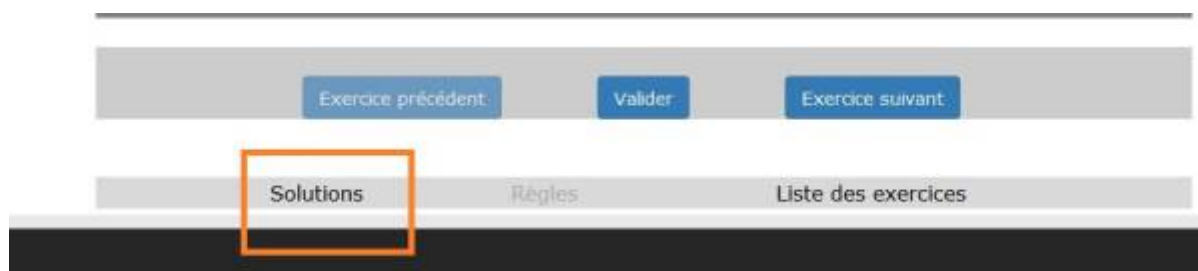 Exercice précédent Valider Exercice suivant
Solutions Règles Liste des exercices